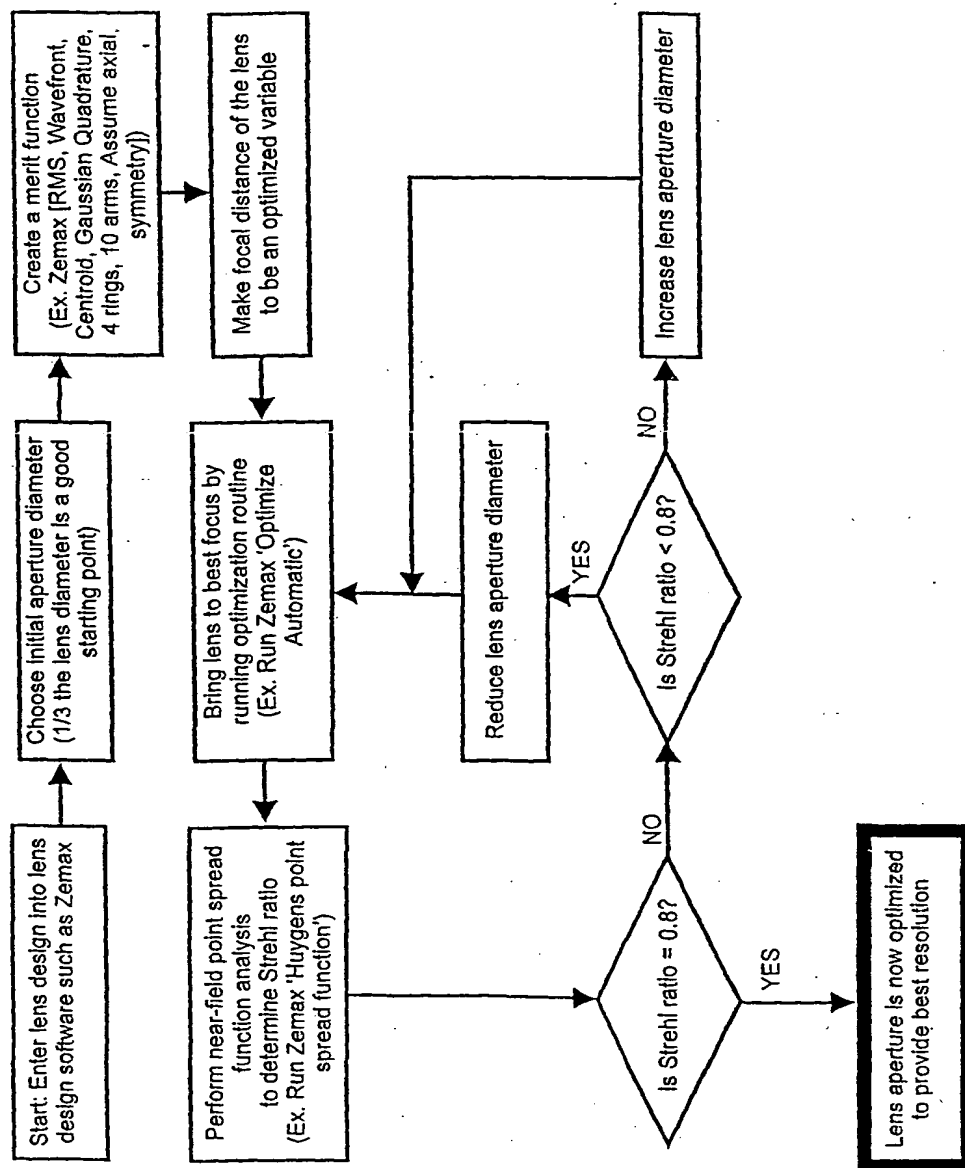 Start: Enter lens design into lens
design software such as Zemax
Choose initial aperture diameter
(1/3 the lens diameter is a good
starting point)
Create a merit function
(Ex. Zemax [RMS, Wavefront,
Centroid, Gaussian Quadrature,
4 rings, 10 arms, Assume axial,
symmetry])
Make focal distance of the lens
to be an optimized variable
Bring lens to best focus by
running optimization routine
(Ex. Run Zemax 'Optimize
Automatic')
Perform near-field point spread
function analysis
to determine Strehl ratio
(Ex. Run Zemax 'Huygens point
spread function')
Is Strehl ratio = 0.8?
NO
YES
Is Strehl ratio < 0.8?
YES
NO
Reduce lens aperture diameter
Increase lens aperture diameter
Lens aperture is now optimized
to provide best resolution